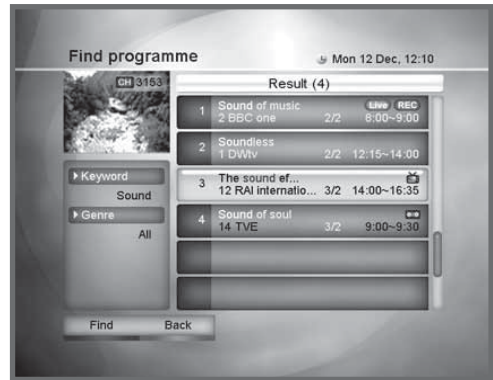 Find programme
Mon 12 Dec, 12:10
CH 3153
Result (4)
1 Sound of music Live REC
2 BBC one 2/2 8:00~9:00
2 Soundless
1 DWtv 2/2 12:15~14:00
3 The sound ef...
12 RAI internatio... 3/2 14:00~16:35
4 Sound of soul
14 TVE 3/2 9:00~9:30
Keyword
Sound
Genre
All
Find Back